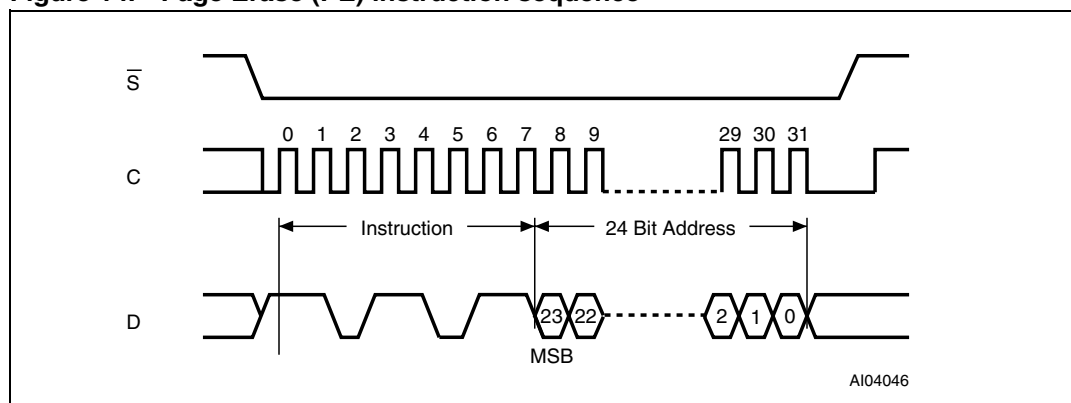 Figure 14. Page Erase (PE) instruction sequence
S
0 1 2 3 4 5 6 7 8 9 29 30 31
C
Instruction 24 Bit Address
D
23 22 2 1 0
MSB
AI04046